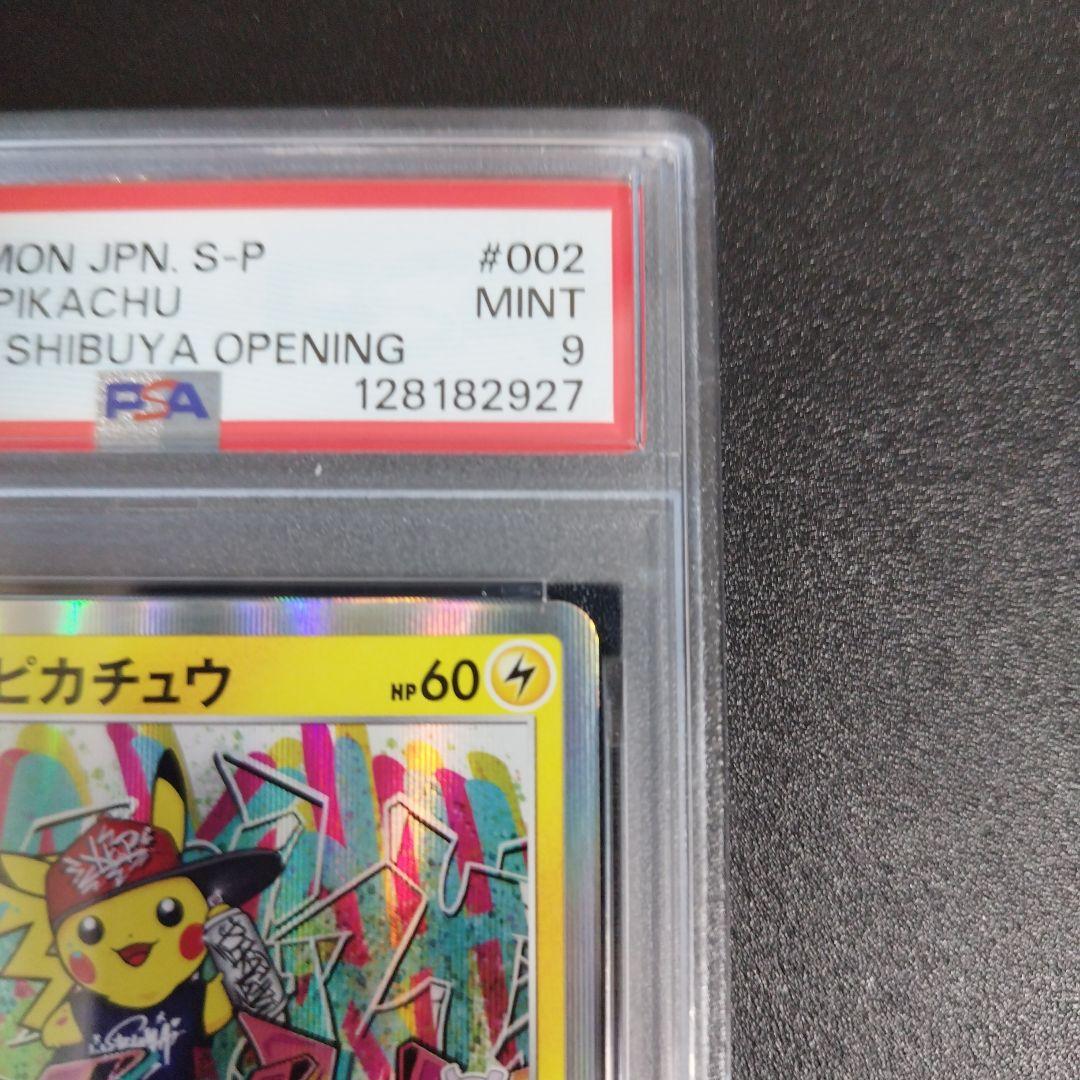 MON JPN. S-P #002
PIKACHU MINT
SHIBUYA OPENING 9
PSA 128182927
ピカチュウ HP60